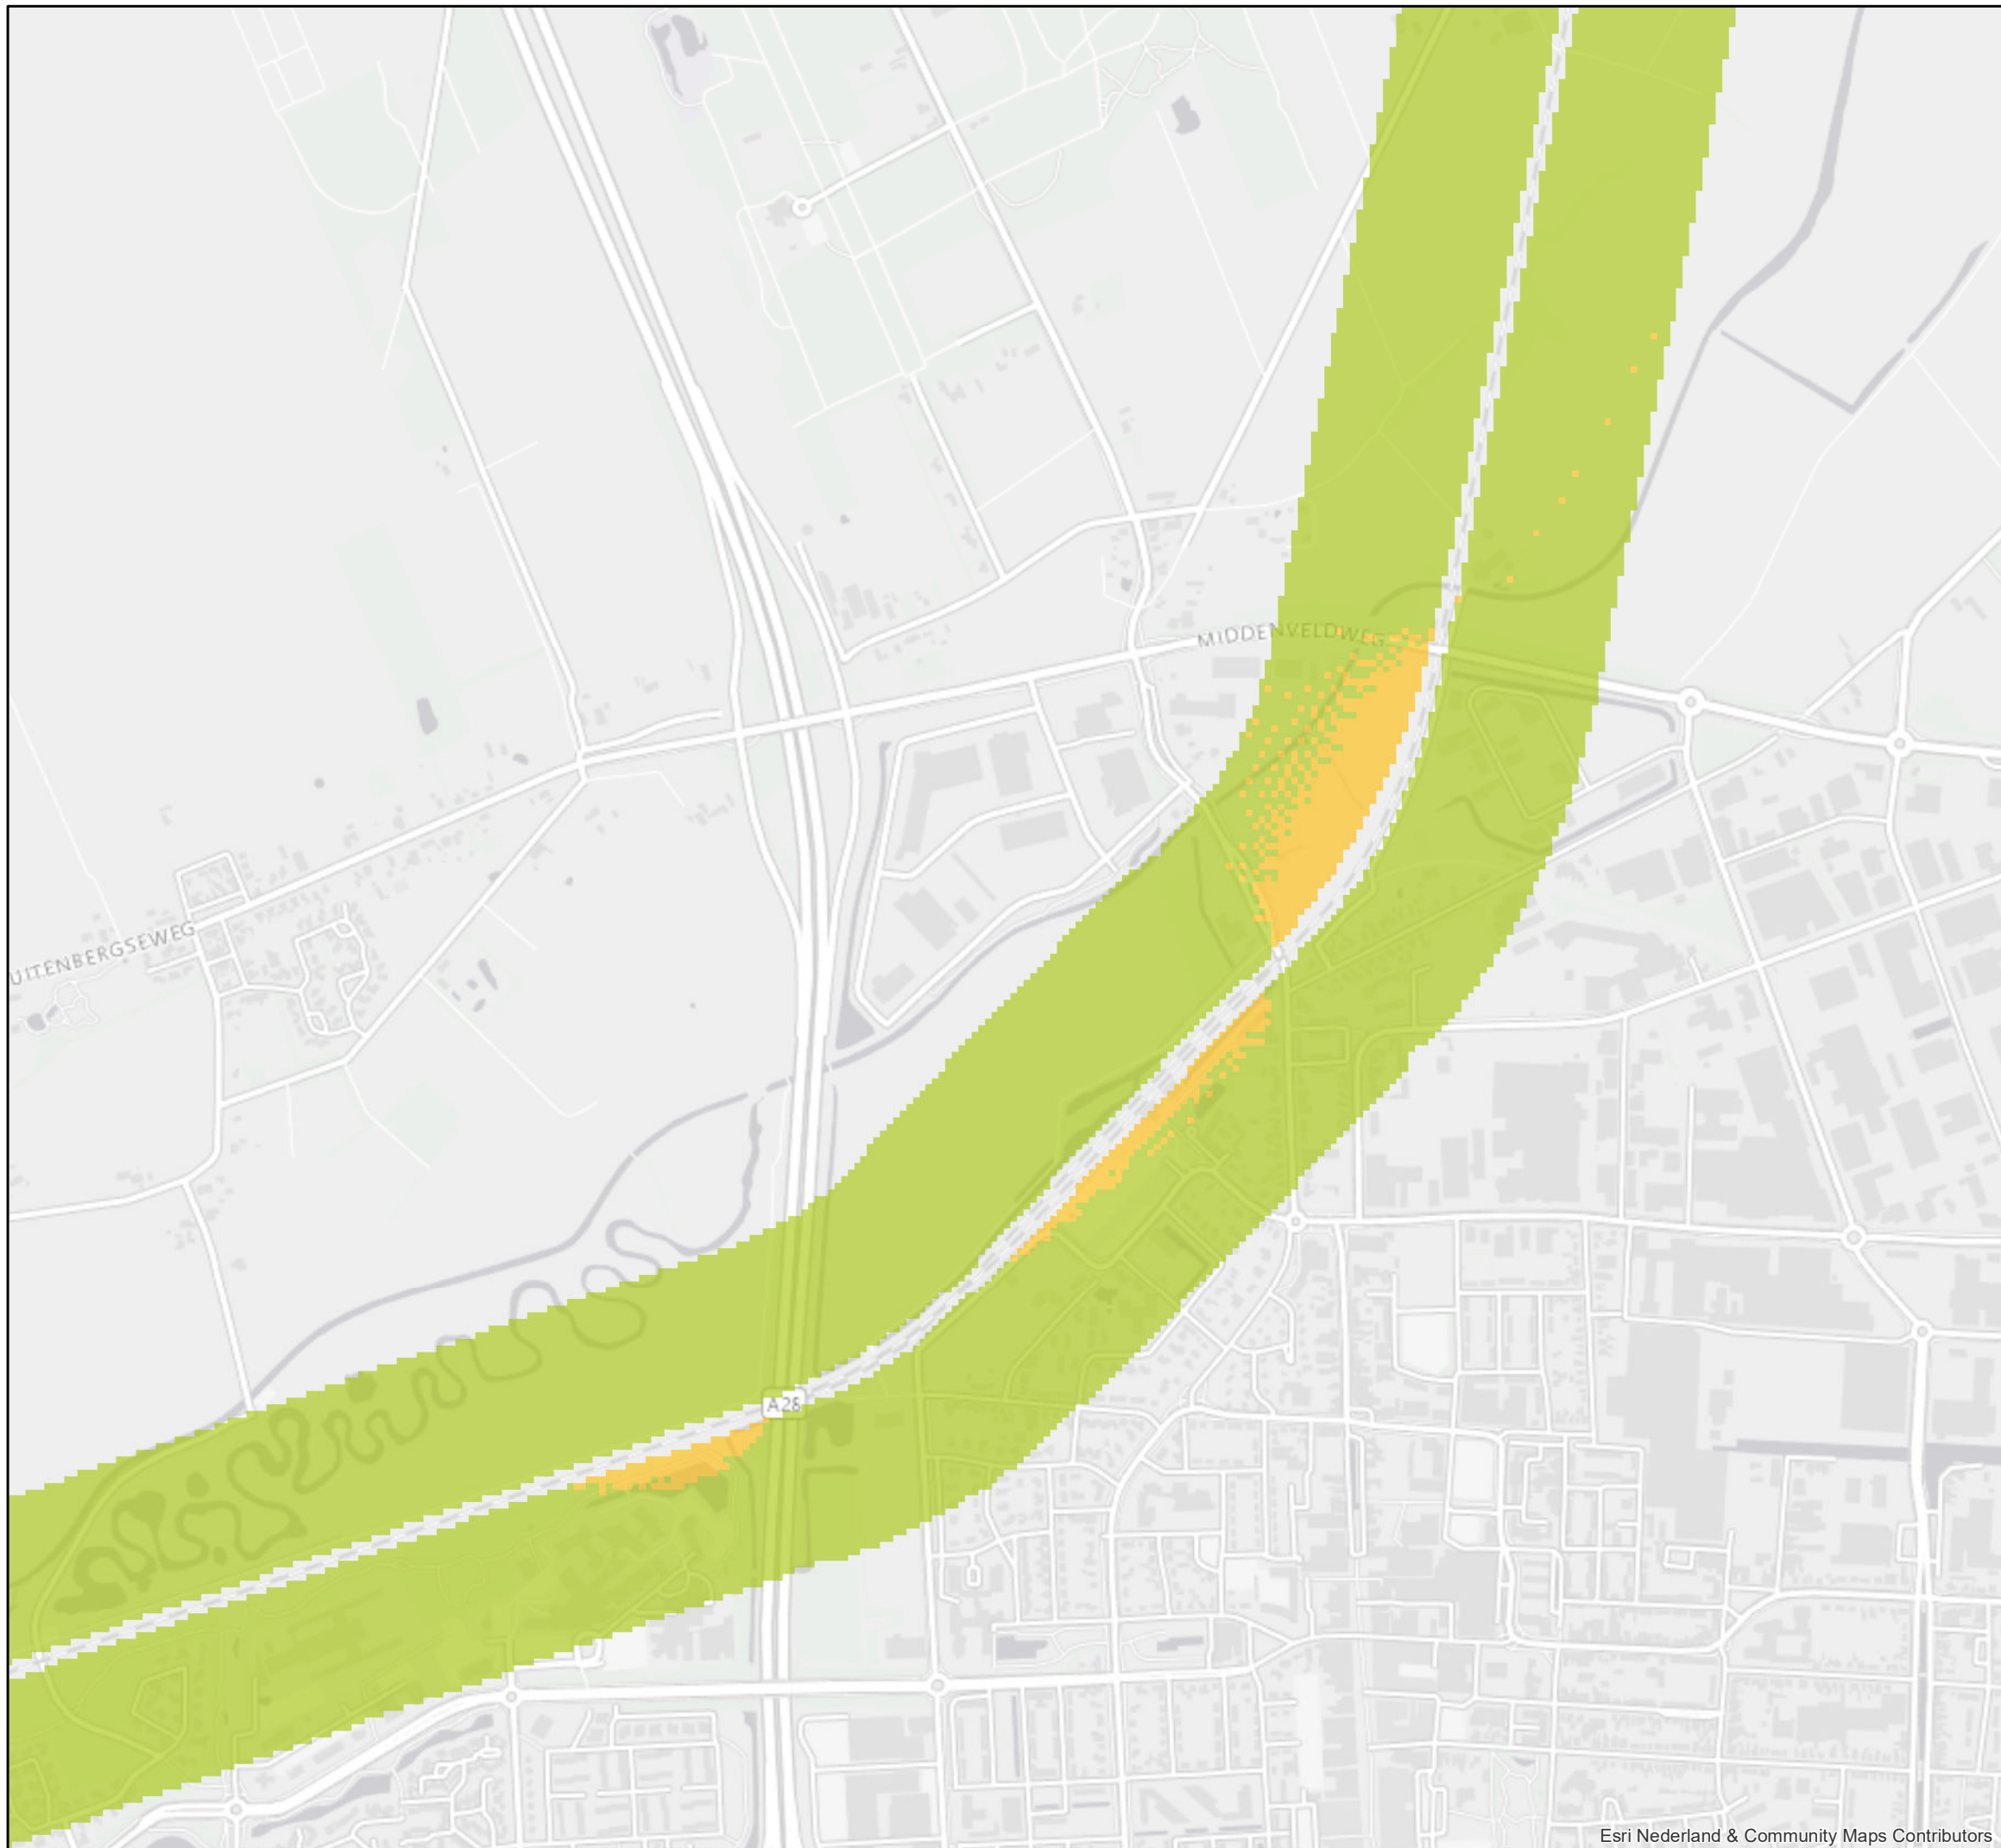 MIDDENVELDWEG
UITENBERGSEWEG
A28
Esri Nederland & Community Maps Contributors